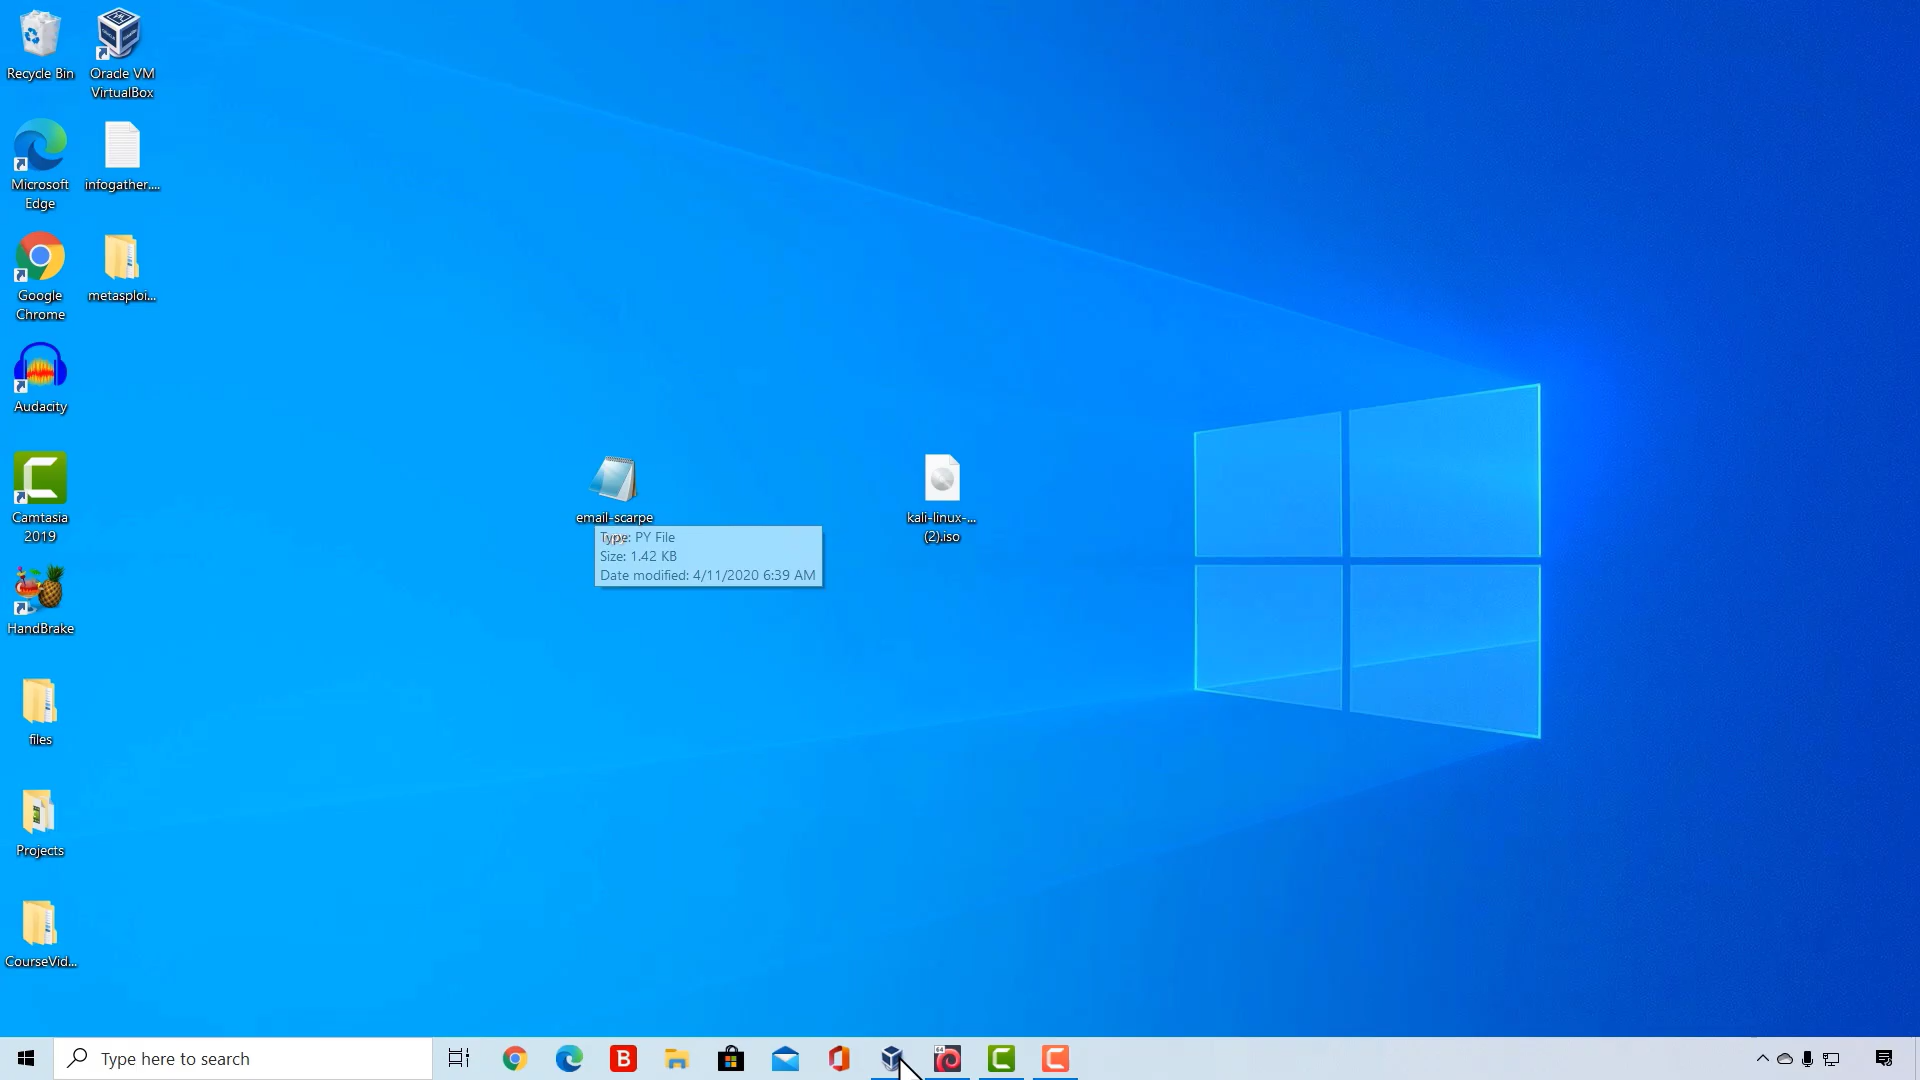 Recycle Bin
Oracle VM
VirtualBox
Microsoft
Edge
infogather....
Google
Chrome
metasploi...
Audacity
Camtasia
2019
HandBrake
files
Projects
CourseVid...
email-scarpe
Type: PY File
Size: 1.42 KB
Date modified: 4/11/2020 6:39 AM
kali-linux-...
(2).iso
Type here to search
B
64